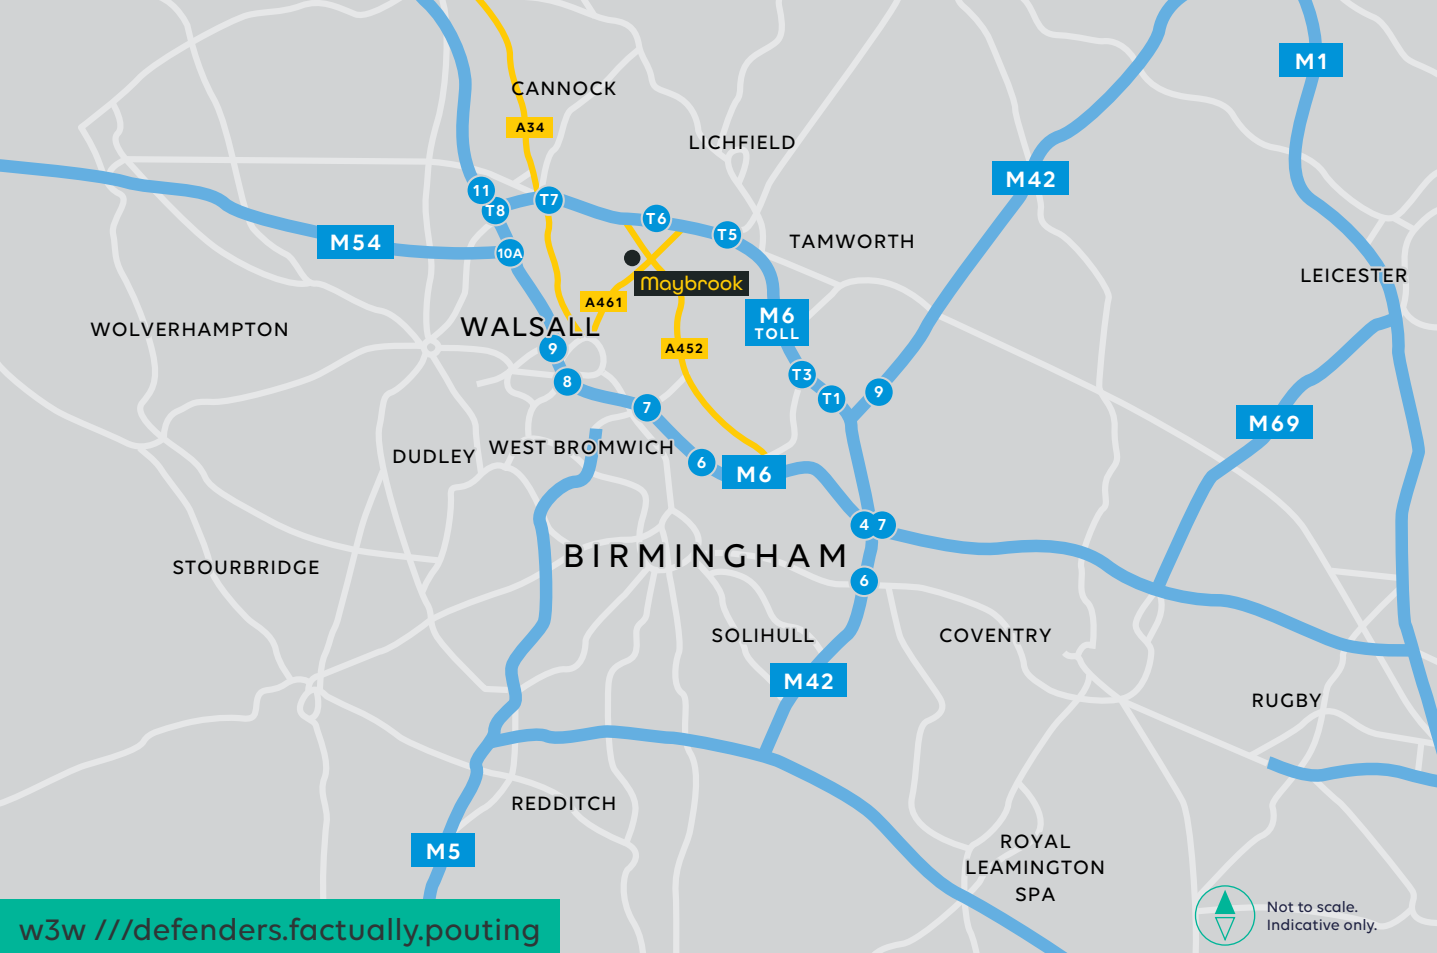 M1
CANNOCK
A34
LICHFIELD
M42
11
T8
T7
T6
T5
M54
10A
TAMWORTH
Maybrook
LEICESTER
A461
M6
TOLL
WOLVERHAMPTON
WALSALL
9
A452
8
T3
T1
9
7
M69
DUDLEY
WEST BROMWICH
6
M6
4
7
BIRMINGHAM
STOURBRIDGE
6
SOLIHULL
COVENTRY
M42
RUGBY
REDDITCH
M5
ROYAL
LEAMINGTON
SPA
w3w ///defenders.factually.pouting
Not to scale.
Indicative only.